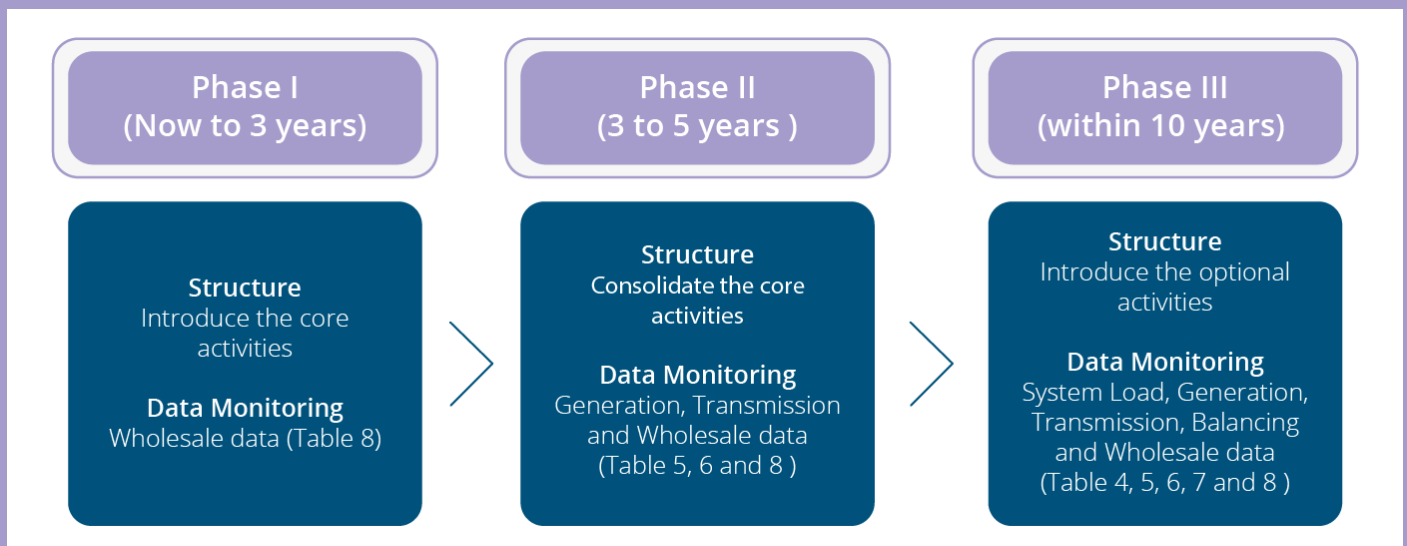 Phase I
(Now to 3 years)
Structure
Introduce the core
activities
Data Monitoring
Wholesale data (Table 8)
Phase II
(3 to 5 years )
Structure
Consolidate the core
activities
Data Monitoring
Generation, Transmission
and Wholesale data
(Table 5, 6 and 8 )
Phase III
(within 10 years)
Structure
Introduce the optional
activities
Data Monitoring
System Load, Generation,
Transmission, Balancing
and Wholesale data
(Table 4, 5, 6, 7 and 8 )